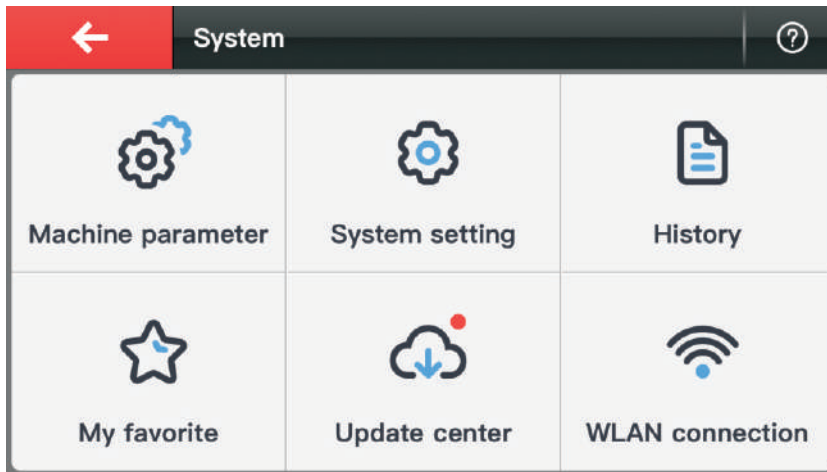 System
Machine parameter
System setting
History
My favorite
Update center
WLAN connection